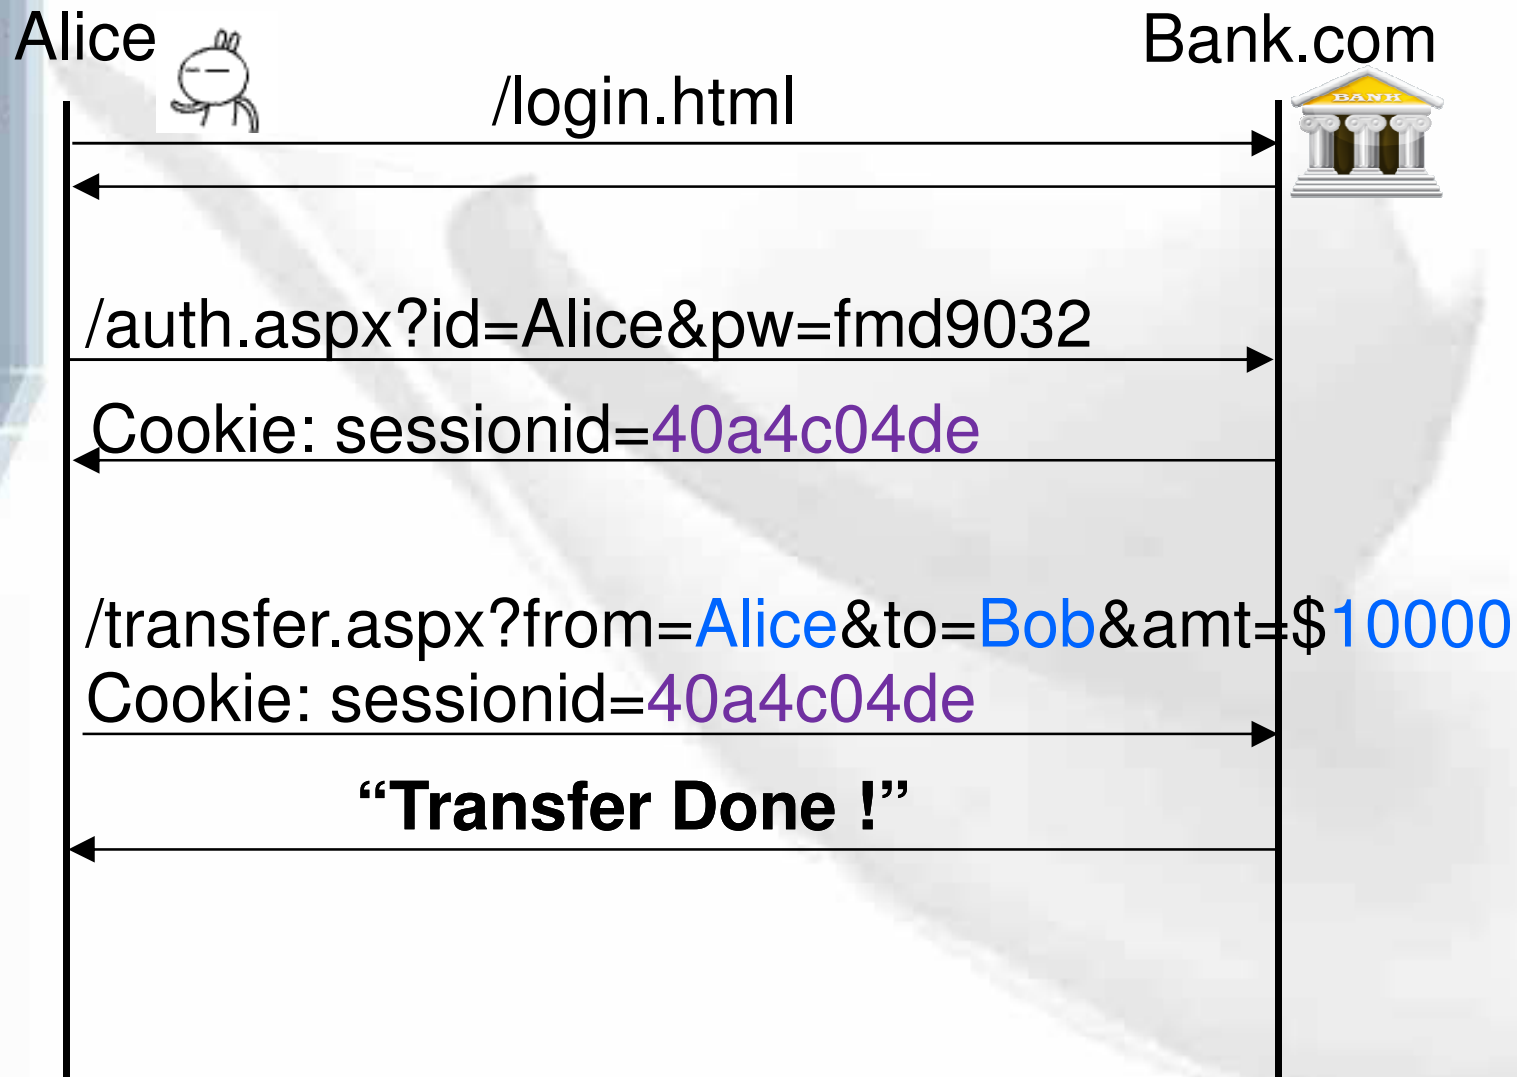 Alice
Bank.com
BANK
/login.html
/auth.aspx?id=Alice&pw=fmd9032
Cookie: sessionid=40a4c04de
/transfer.aspx?from=Alice&to=Bob&amt=$10000
Cookie: sessionid=40a4c04de
“Transfer Done !”